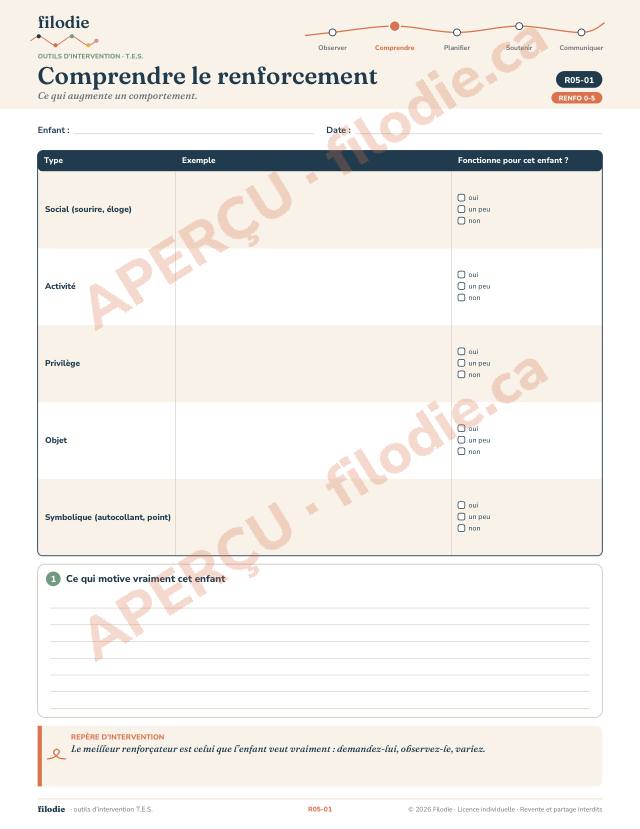 filodie
OUTILS D'INTERVENTION · T.E.S.
Observer Comprendre Planifier Soutenir Communiquer
Comprendre le renforcement
Ce qui augmente un comportement.
R05-01
RENFO 0-5
Enfant :
Date :
Type Exemple Fonctionne pour cet enfant ?
Social (sourire, éloge)
oui
un peu
non
Activité
oui
un peu
non
Privilège
oui
un peu
non
Objet
oui
un peu
non
Symbolique (autocollant, point)
oui
un peu
non
APERÇU · filodie.ca
APERÇU · filodie.ca
1 Ce qui motive vraiment cet enfant
REPÈRE D'INTERVENTION
Le meilleur renforçateur est celui que l'enfant veut vraiment : demandez-lui, observez-le, variez.
filodie · outils d'intervention T.E.S. R05-01 © 2026 Filodie · Licence individuelle · Revente et partage interdits